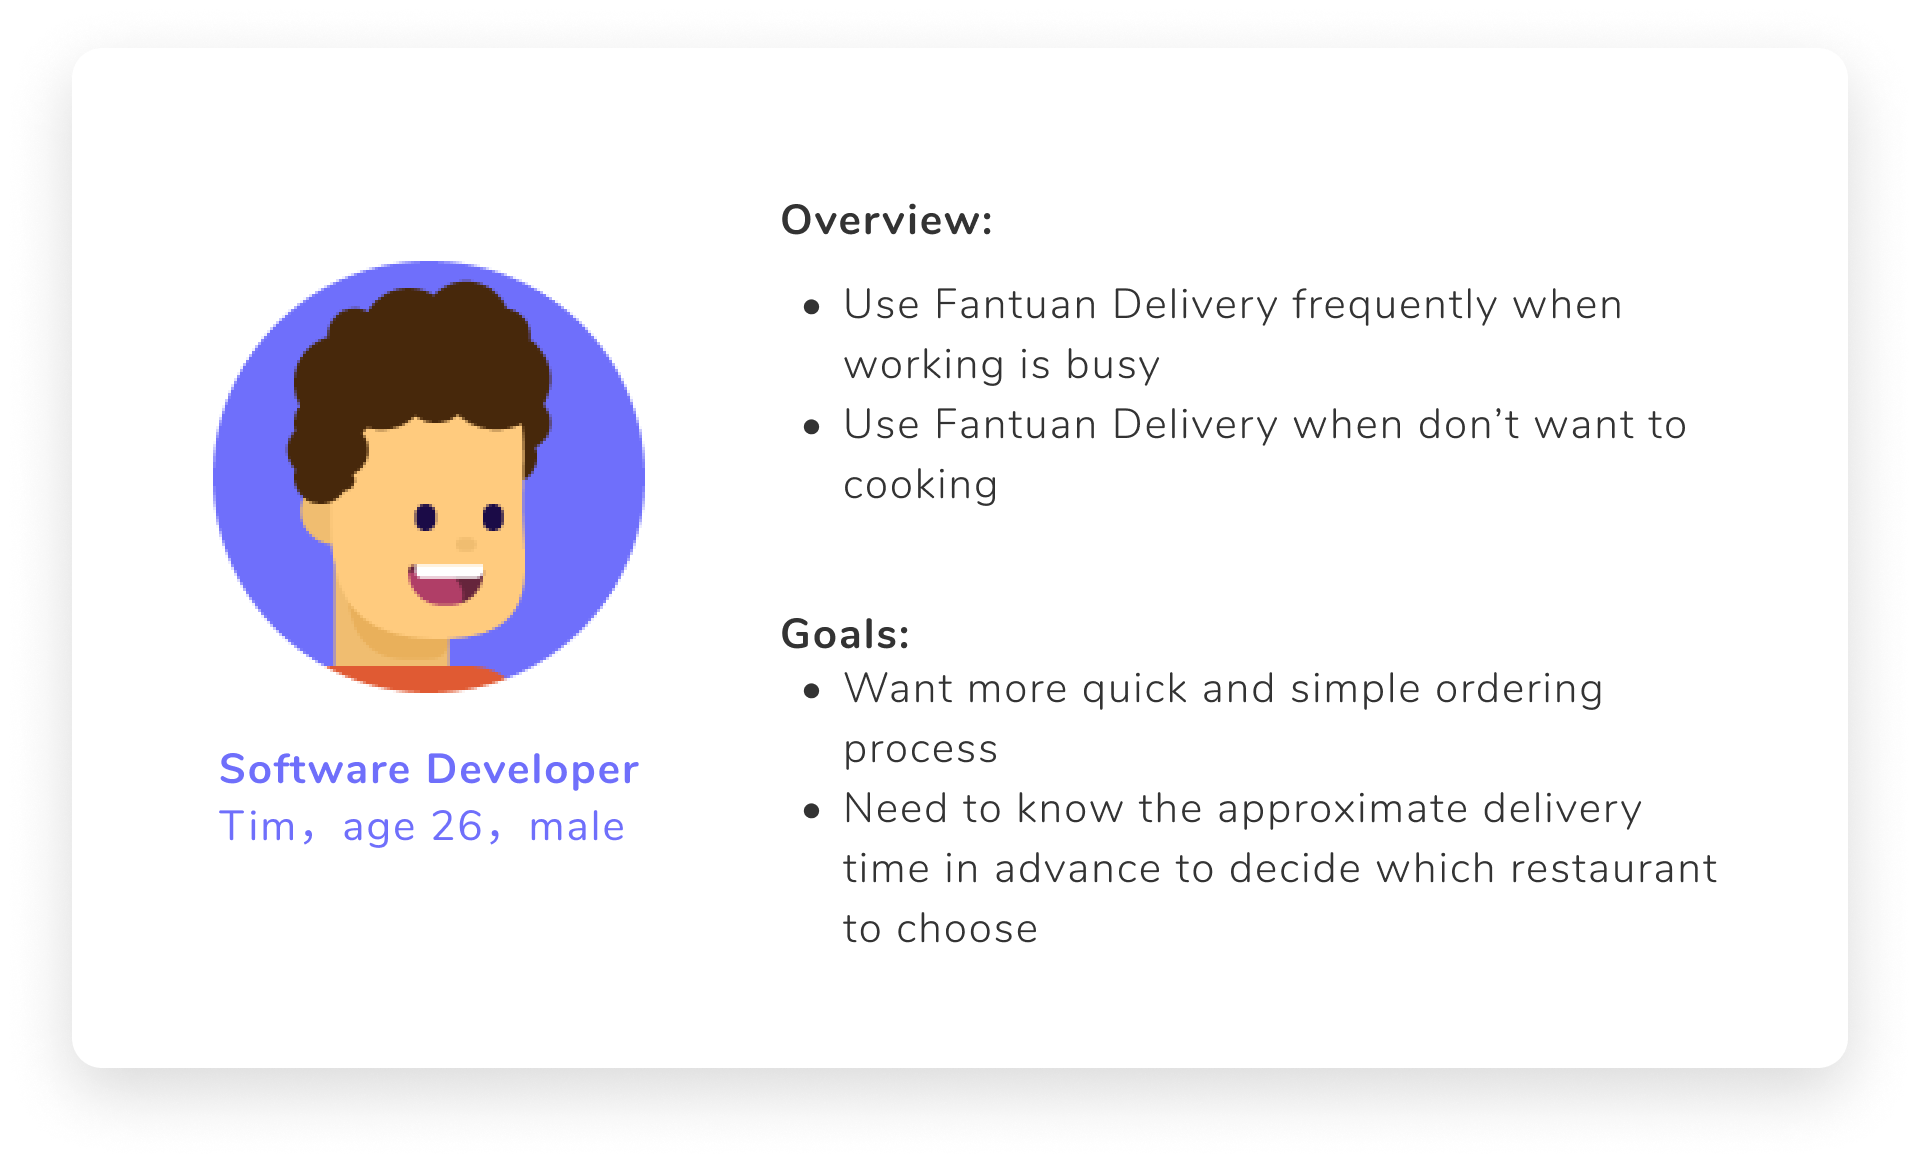 Overview:
• Use Fantuan Delivery frequently when
working is busy
• Use Fantuan Delivery when don’t want to
cooking
Goals:
• Want more quick and simple ordering
process
• Need to know the approximate delivery
time in advance to decide which restaurant
to choose
Software Developer
Tim，age 26，male